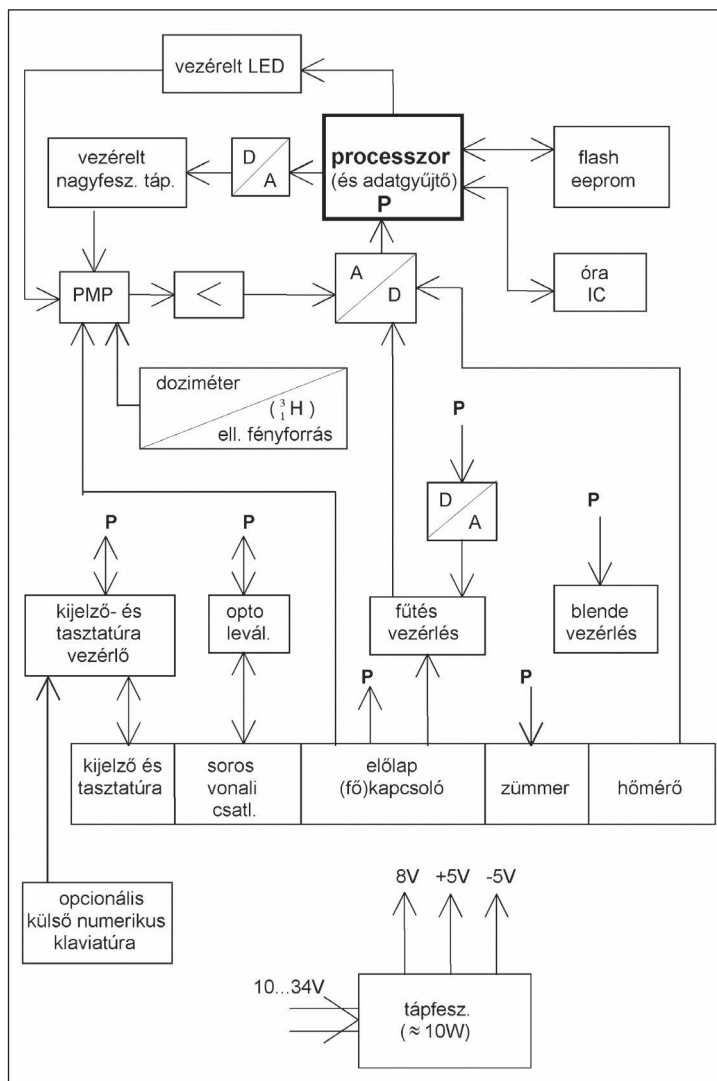 vezérelt LED
vezérelt
nagyfesz. táp.
D
A
processzor
(és adatgyűjtő)
P
flash
eeprom
PMP
<
A
D
óra
IC
doziméter
(³₁H)
ell. fényforrás
P
D
A
P
P
P
kijelző- és
tasztatúra
vezérlő
opto
levál.
fűtés
vezérlés
blende
vezérlés
P
P
kijelző és
tasztatúra
soros
vonali
csatl.
előlap
(fő)kapcsoló
zümmer
hőmérő
opcionális
külső numerikus
klaviatúra
8V
+5V
-5V
10...34V
tápfesz.
(≈10W)